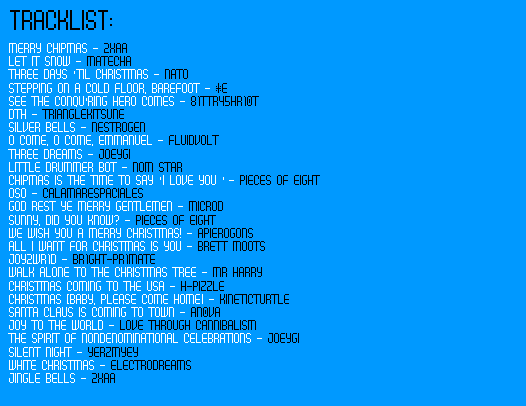 TRACKLIST:
MERRY CHIPMAS - 2XAA
LET IT SNOW - MATECHA
THREE DAYS 'TIL CHRISTMAS - NATO
STEPPING ON A COLD FLOOR, BAREFOOT - #E
SEE THE CONQU'RING HERO COMES - 81TTRY5HR10T
DTH - TRIANGLEKITSUNE
SILVER BELLS - NESTROGEN
O COME, O COME, EMMANUEL - FLUIDVOLT
THREE DREAMS - JOEYGI
LITTLE DRUMMER BOT - NOM STAR
CHIPMAS IS THE TIME TO SAY 'I LOVE YOU' - PIECES OF EIGHT
OSO - CALAMARESPACIALES
GOD REST YE MERRY GENTLEMEN - MICROD
SUNNY, DID YOU KNOW? - PIECES OF EIGHT
WE WISH YOU A MERRY CHRISTMAS! - APIEROGONS
ALL I WANT FOR CHRISTMAS IS YOU - BRETT MOOTS
JOY2WR1D - BR1GHT-PR1MATE
WALK ALONE TO THE CHRISTMAS TREE - MR HARRY
CHRISTMAS COMING TO THE USA - H-PIZZLE
CHRISTMAS (BABY, PLEASE COME HOME) - KINETICTURTLE
SANTA CLAUS IS COMING TO TOWN - AN0VA
JOY TO THE WORLD - LOVE THROUGH CANNIBALISM
THE SPIRIT OF NONDENOMINATIONAL CELEBRATIONS - JOEYGI
SILENT NIGHT - YERZMYEY
WHITE CHRISTMAS - ELECTRODREAMS
JINGLE BELLS - 2XAA